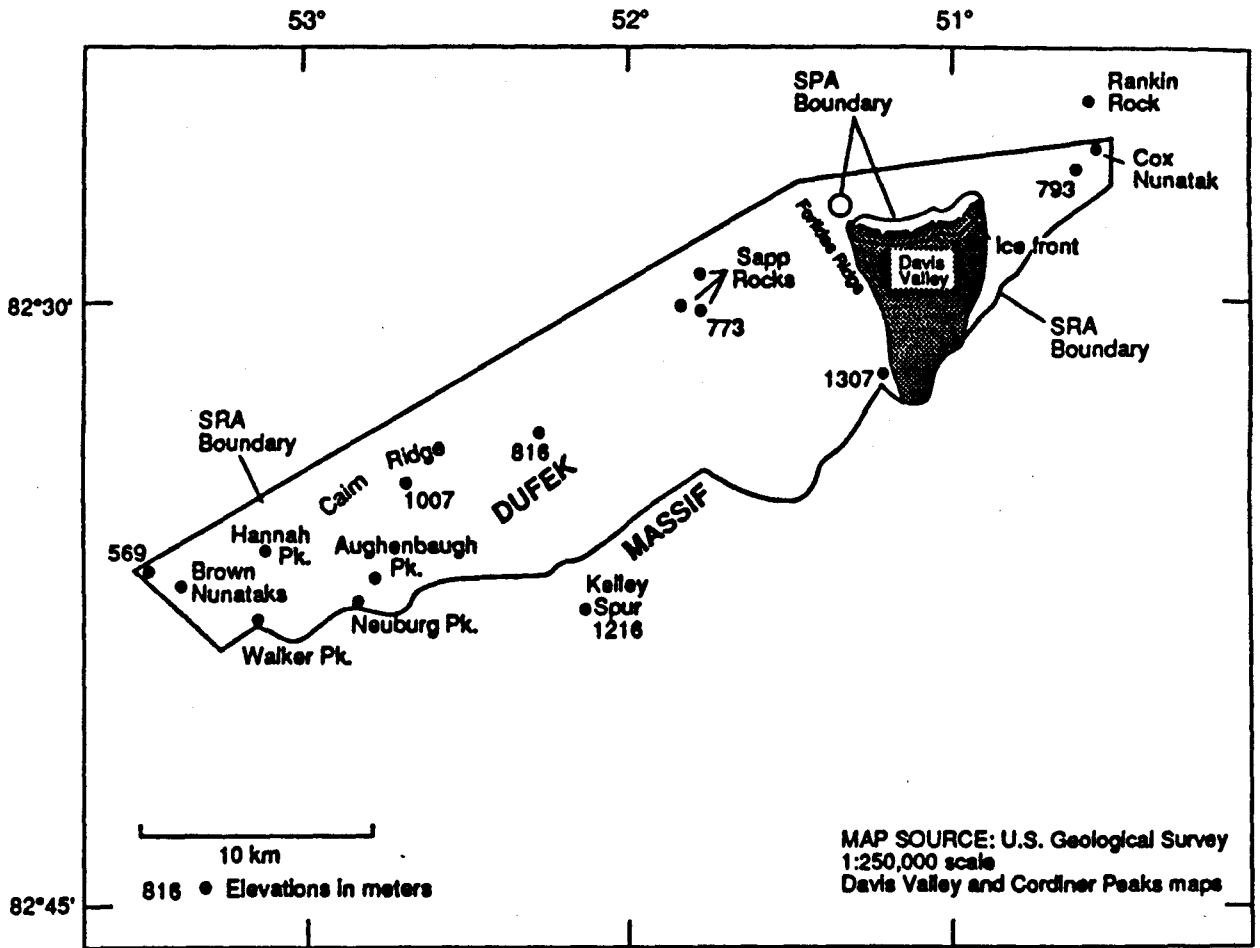 53°
52°
51°
SPA
Boundary
Rankin
Rock
Cox
Nunatak
793
Forlidas Ridge
Ice front
Davis
Valley
Sapp
Rocks
82°30'
773
SRA
Boundary
1307
SRA
Boundary
816
Cairn Ridge
1007
DUFEK
MASSIF
Hannah
Pk.
569
Aughenbaugh
Pk.
Brown
Nunataks
Kelley
Spur
1216
Neuburg Pk.
Walker Pk.
10 km
816 ● Elevations in meters
MAP SOURCE: U.S. Geological Survey
1:250,000 scale
Davis Valley and Cordiner Peaks maps
82°45'